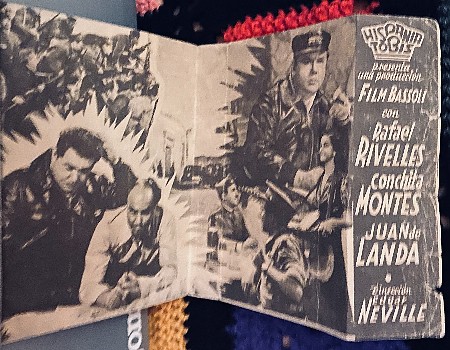 HISPANIA
TOBIS
presenta
una producción
FILM BASSOLI
con
Rafael
RIVELLES
Conchita
MONTES
JUAN de
LANDA
Dirección
EDGAR
NEVILLE